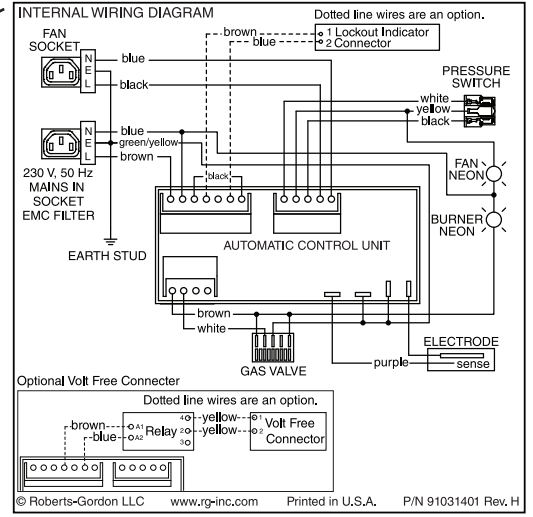 INTERNAL WIRING DIAGRAM
Dotted line wires are an option.
FAN
SOCKET
brown
blue
1 Lockout Indicator
2 Connector
N
E
L
blue
black
PRESSURE
SWITCH
white
yellow
black
N
E
L
blue
green/yellow
brown
black
230 V, 50 Hz
MAINS IN
SOCKET
EMC FILTER
FAN
NEON
BURNER
NEON
EARTH STUD
AUTOMATIC CONTROL UNIT
brown
white
GAS VALVE
ELECTRODE
purple
sense
Optional Volt Free Connecter
Dotted line wires are an option.
brown
A1
blue
A2
Relay
4
2
3
yellow
yellow
1
2
Volt Free
Connector
© Roberts-Gordon LLC www.rg-inc.com Printed in U.S.A. P/N 91031401 Rev. H